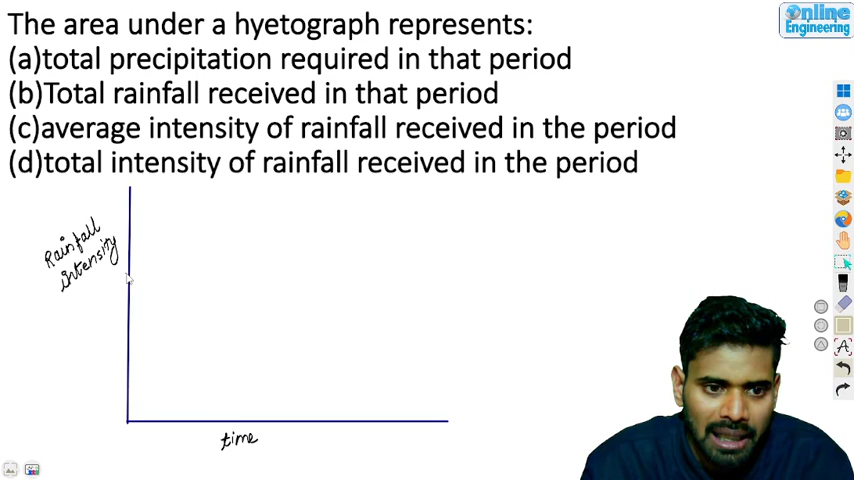 The area under a hyetograph represents:
(a)total precipitation required in that period
(b)Total rainfall received in that period
(c)average intensity of rainfall received in the period
(d)total intensity of rainfall received in the period
Online
Engineering
Rainfall
intensity
time
A